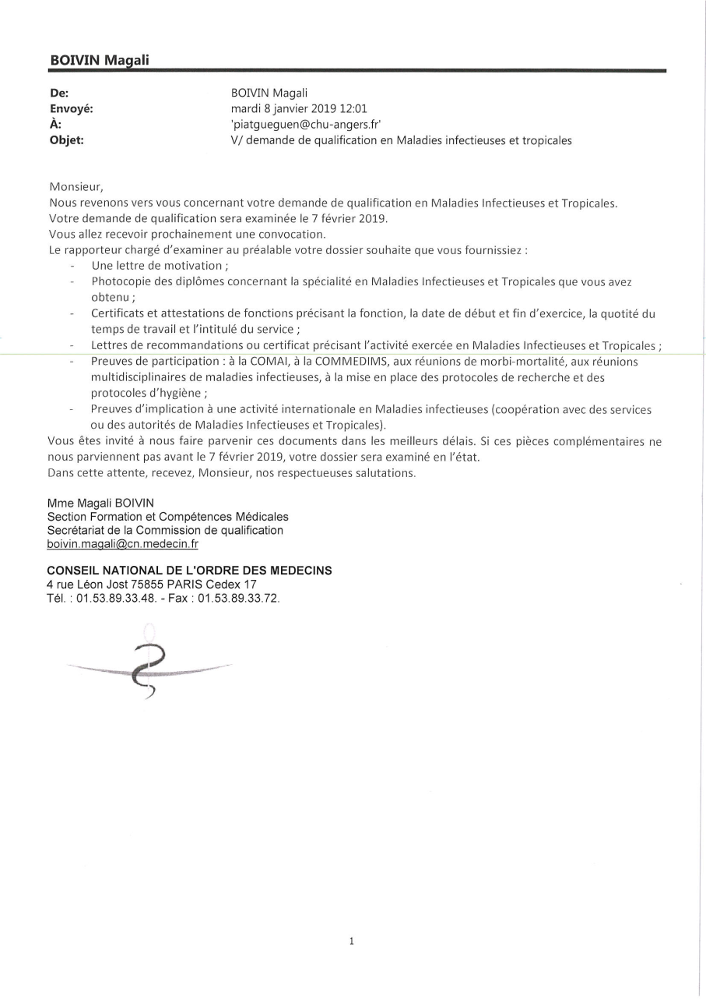 BOIVIN Magali
De: BOIVIN Magali
Envoyé: mardi 8 janvier 2019 12:01
À: 'piatgueguen@chu-angers.fr'
Objet: V/ demande de qualification en Maladies infectieuses et tropicales
Monsieur,
Nous revenons vers vous concernant votre demande de qualification en Maladies Infectieuses et Tropicales.
Votre demande de qualification sera examinée le 7 février 2019.
Vous allez recevoir prochainement une convocation.
Le rapporteur chargé d'examiner au préalable votre dossier souhaite que vous fournissiez :
- Une lettre de motivation ;
- Photocopie des diplômes concernant la spécialité en Maladies Infectieuses et Tropicales que vous avez
obtenu ;
- Certificats et attestations de fonctions précisant la fonction, la date de début et fin d'exercice, la quotité du
temps de travail et l'intitulé du service ;
- Lettres de recommandations ou certificat précisant l'activité exercée en Maladies Infectieuses et Tropicales ;
- Preuves de participation : à la COMAI, à la COMMEDIMS, aux réunions de morbi-mortalité, aux réunions
multidisciplinaires de maladies infectieuses, à la mise en place des protocoles de recherche et des
protocoles d'hygiène ;
- Preuves d'implication à une activité internationale en Maladies infectieuses (coopération avec des services
ou des autorités de Maladies Infectieuses et Tropicales).
Vous êtes invité à nous faire parvenir ces documents dans les meilleurs délais. Si ces pièces complémentaires ne
nous parviennent pas avant le 7 février 2019, votre dossier sera examiné en l'état.
Dans cette attente, recevez, Monsieur, nos respectueuses salutations.
Mme Magali BOIVIN
Section Formation et Compétences Médicales
Secrétariat de la Commission de qualification
boivin.magali@cn.medecin.fr
CONSEIL NATIONAL DE L'ORDRE DES MEDECINS
4 rue Léon Jost 75855 PARIS Cedex 17
Tél. : 01.53.89.33.48. - Fax : 01.53.89.33.72.
1